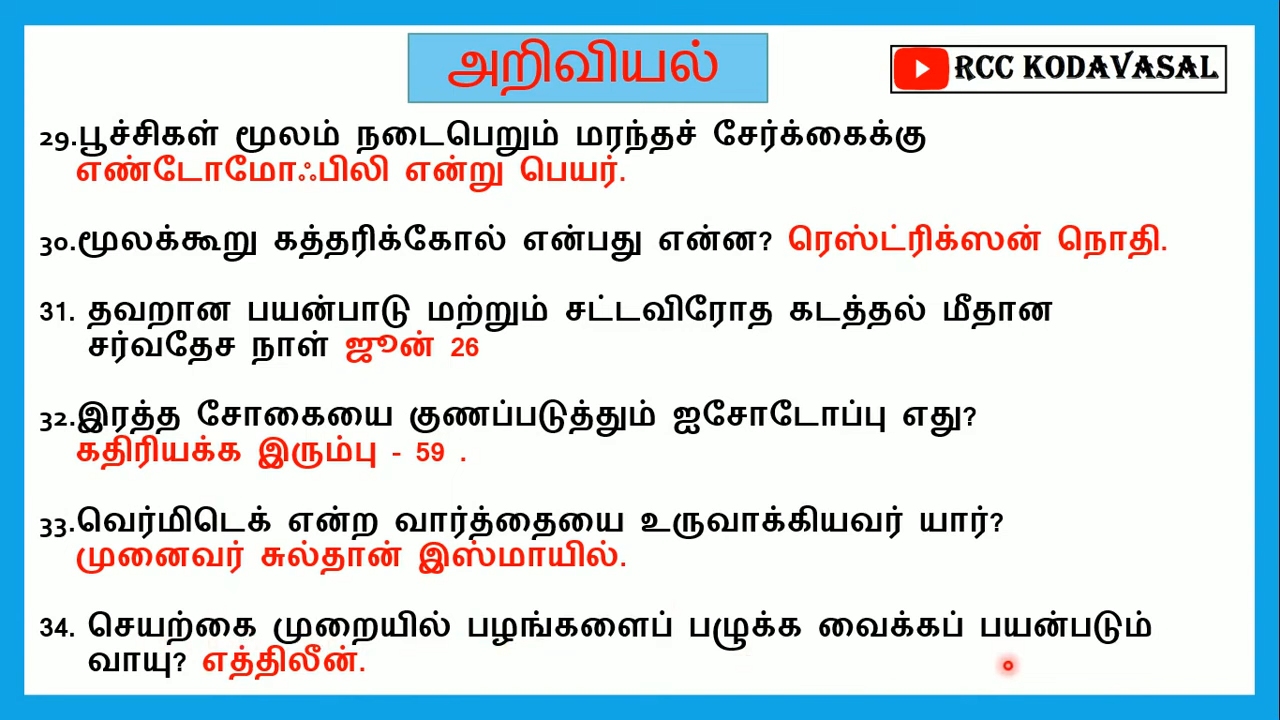 அறிவியல்
RCC KODAVASAL
29.பூச்சிகள் மூலம் நடைபெறும் மரந்தச் சேர்க்கைக்கு
எண்டோமோஃபிலி என்று பெயர்.
30.மூலக்கூறு கத்தரிக்கோல் என்பது என்ன? ரெஸ்ட்ரிக்ஸன் நொதி.
31. தவறான பயன்பாடு மற்றும் சட்டவிரோத கடத்தல் மீதான
சர்வதேச நாள் ஜூன் 26
32.இரத்த சோகையை குணப்படுத்தும் ஐசோடோப்பு எது?
கதிரியக்க இரும்பு - 59 .
33.வெர்மிடெக் என்ற வார்த்தையை உருவாக்கியவர் யார்?
முனைவர் சுல்தான் இஸ்மாயில்.
34. செயற்கை முறையில் பழங்களைப் பழுக்க வைக்கப் பயன்படும்
வாயு? எத்திலீன்.